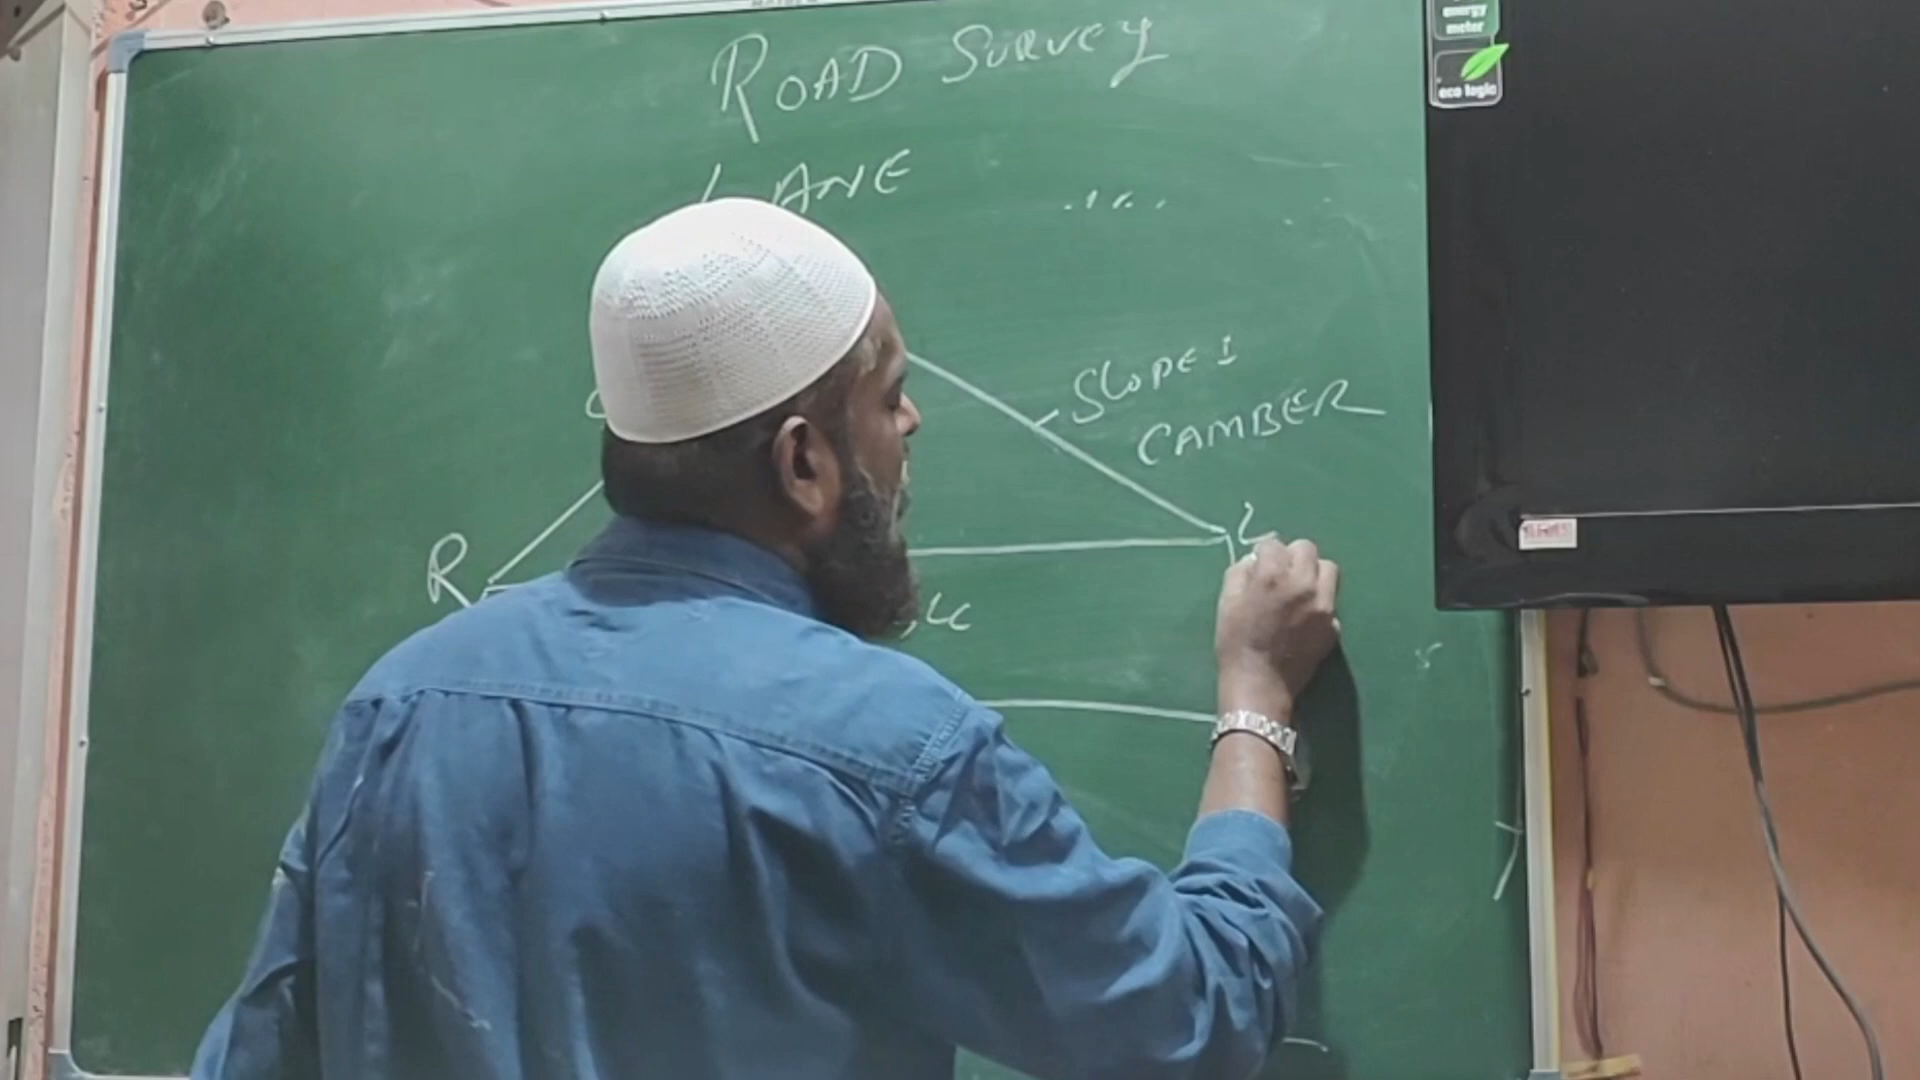 ROAD SURVEY
LANE
energy
meter
eco logic
SLOPE I
CAMBER
R
L